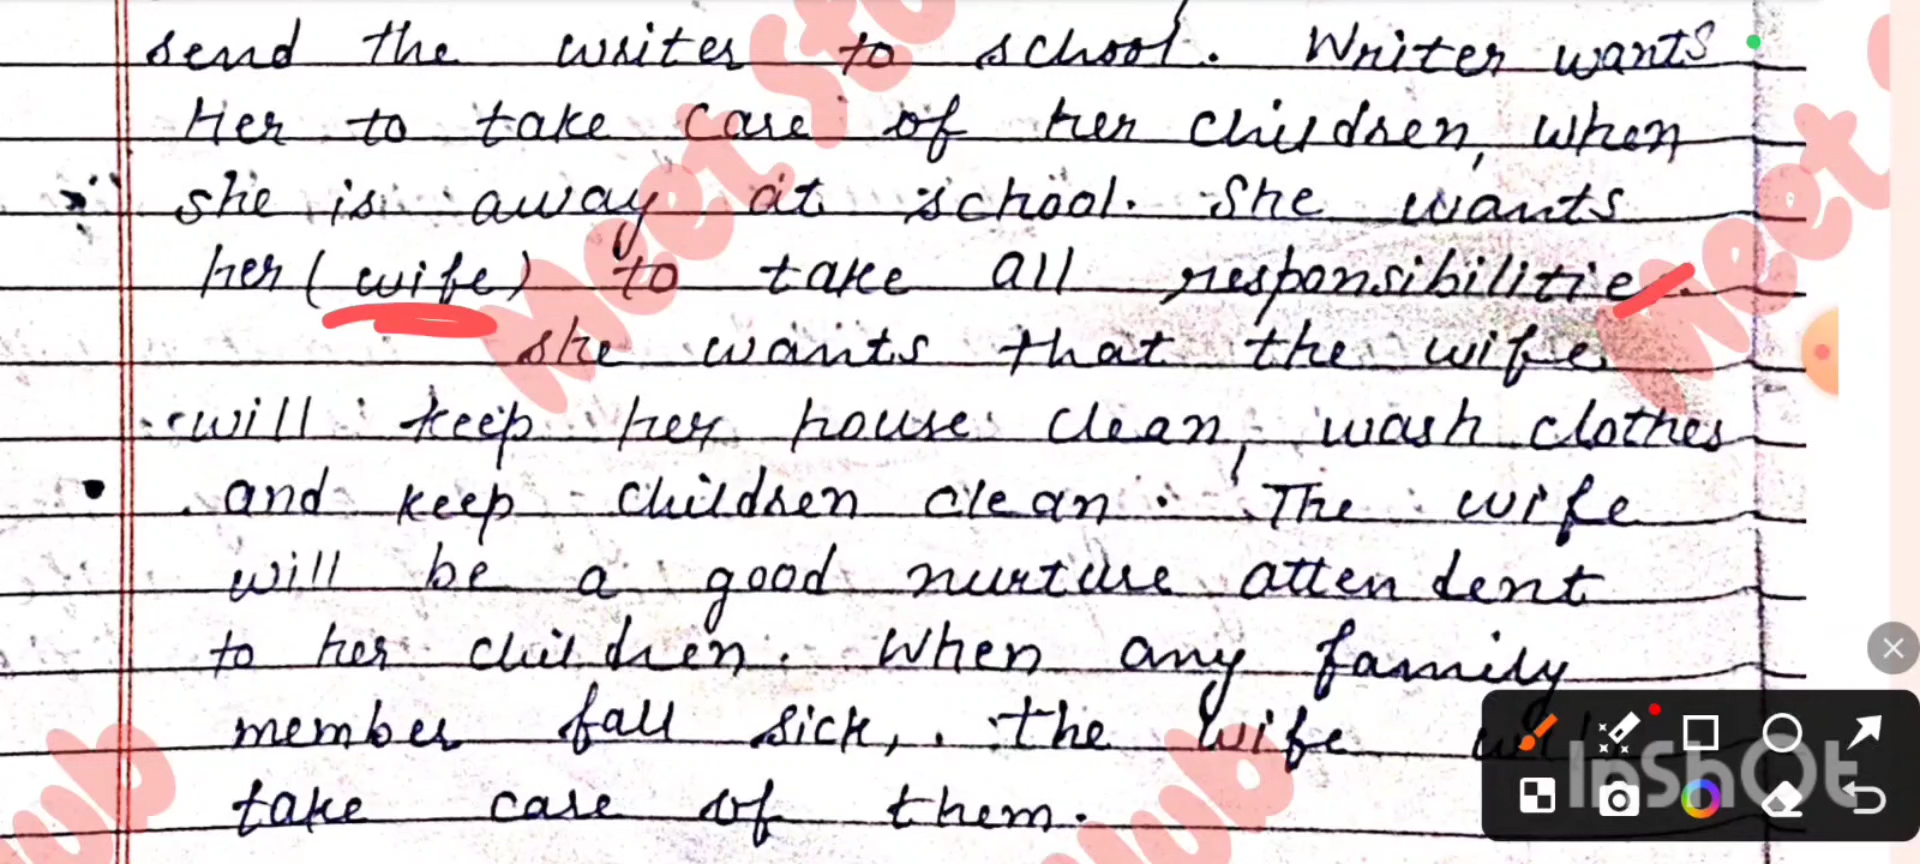 send the writer to school. Writer wants
Her to take care of her children, when
she is away at school. She wants
her (wife) to take all responsibilitie.
she wants that the wife
will keep her house clean, wash clothes
and keep children clean. The wife
will be a good nurture attendent
to her children. When any family
member fall sick, the wife will
take care of them.
InShOt